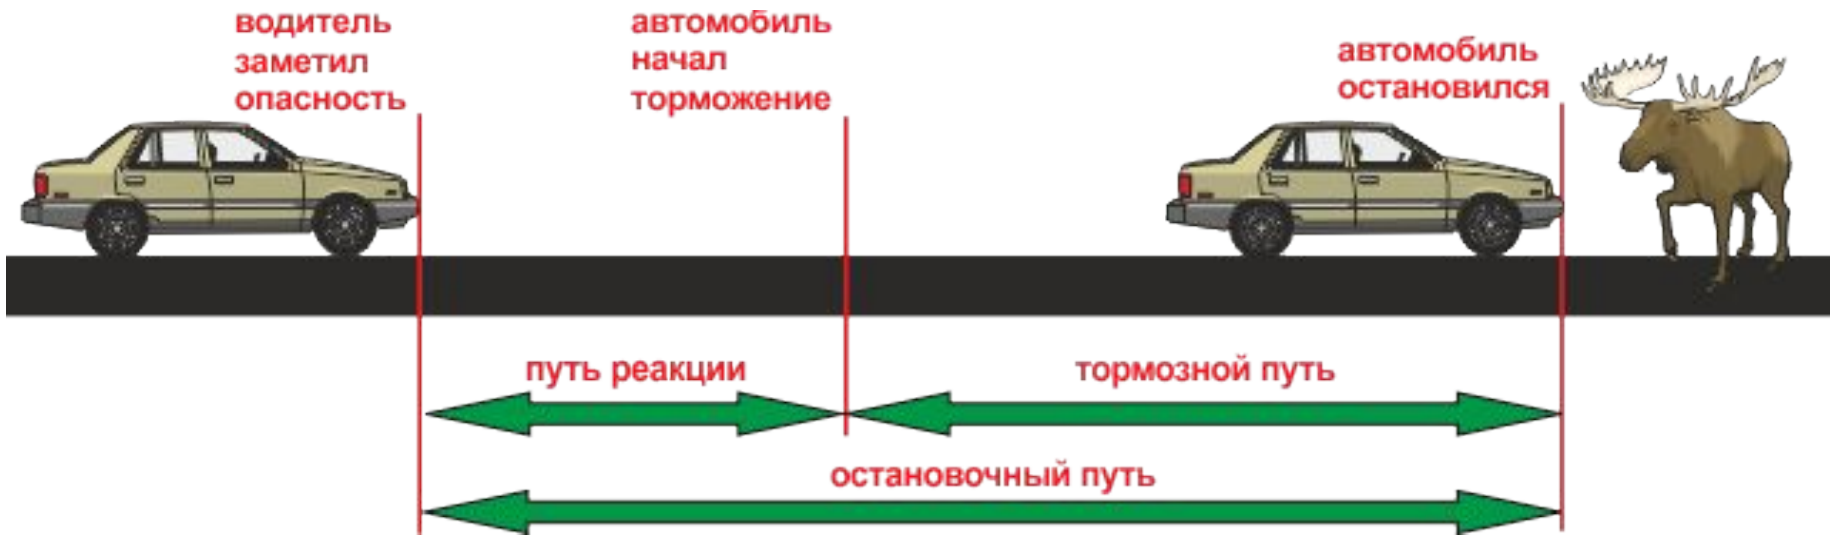 водитель
заметил
опасность
автомобиль
начал
торможение
автомобиль
остановился
путь реакции
тормозной путь
остановочный путь